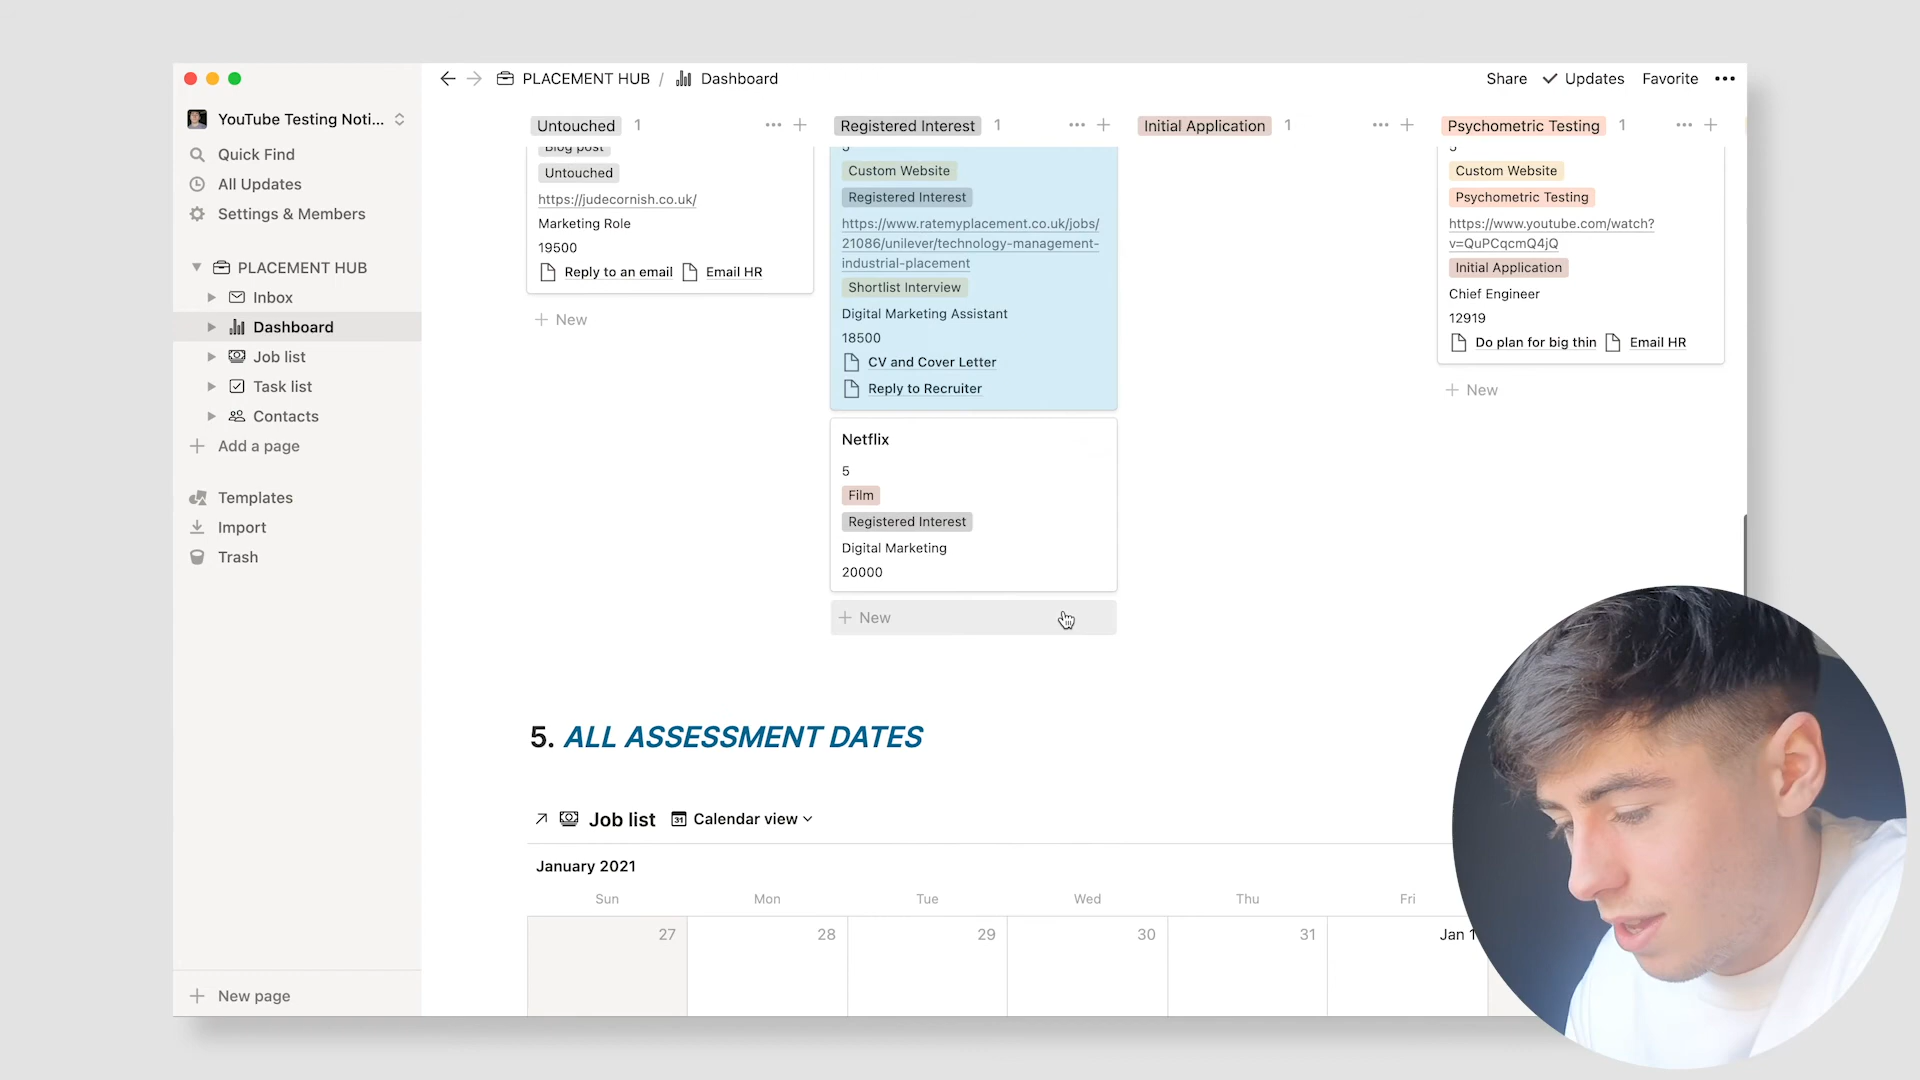 PLACEMENT HUB / Dashboard
Share Updates Favorite
YouTube Testing Noti...
Quick Find
All Updates
Settings & Members
PLACEMENT HUB
Inbox
Dashboard
Job list
Task list
Contacts
Add a page
Templates
Import
Trash
New page
Untouched 1
Blog post
Untouched
https://judecornish.co.uk/
Marketing Role
19500
Reply to an email Email HR
New
Registered Interest 1
5
Custom Website
Registered Interest
https://www.ratemyplacement.co.uk/jobs/
21086/unilever/technology-management-
industrial-placement
Shortlist Interview
Digital Marketing Assistant
18500
CV and Cover Letter
Reply to Recruiter
Netflix
5
Film
Registered Interest
Digital Marketing
20000
New
Initial Application 1
Psychometric Testing 1
5
Custom Website
Psychometric Testing
https://www.youtube.com/watch?
v=QuPCqcmQ4jQ
Initial Application
Chief Engineer
12919
Do plan for big thin Email HR
New
5. ALL ASSESSMENT DATES
Job list 31 Calendar view
January 2021
Sun Mon Tue Wed Thu Fri
27 28 29 30 31 Jan 1